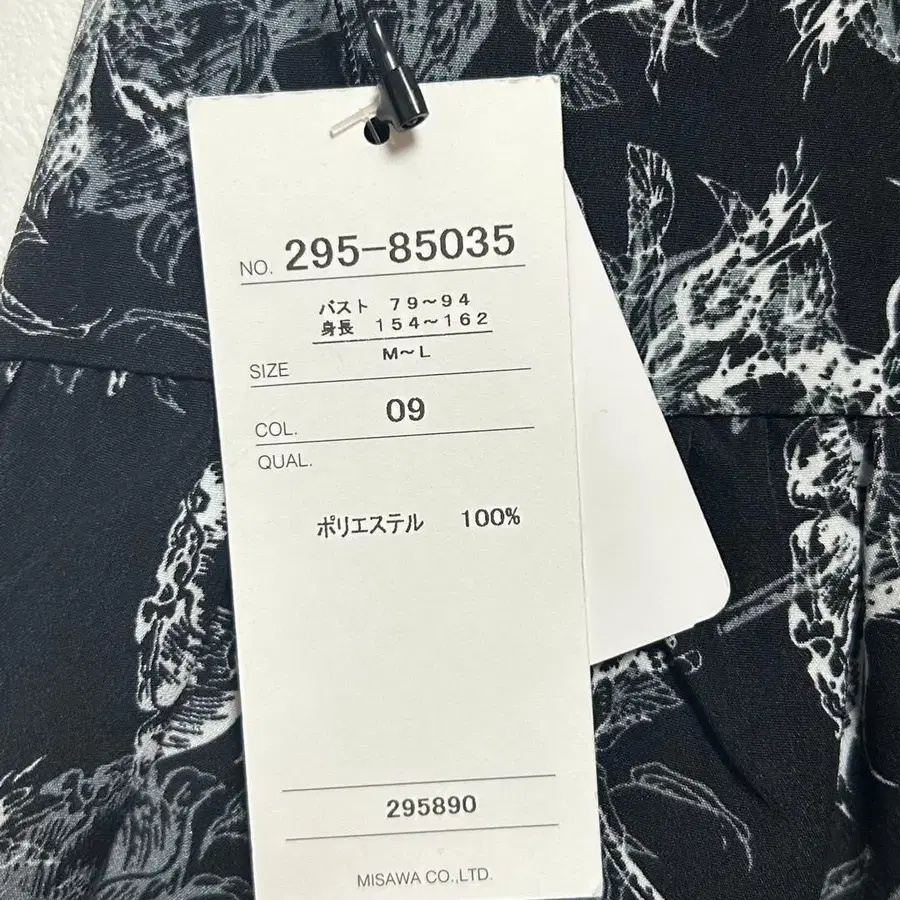 NO. 295-85035
バスト 79～94
身長 154～162
SIZE M～L
COL. 09
QUAL.
ポリエステル 100%
295890
MISAWA CO.,LTD.